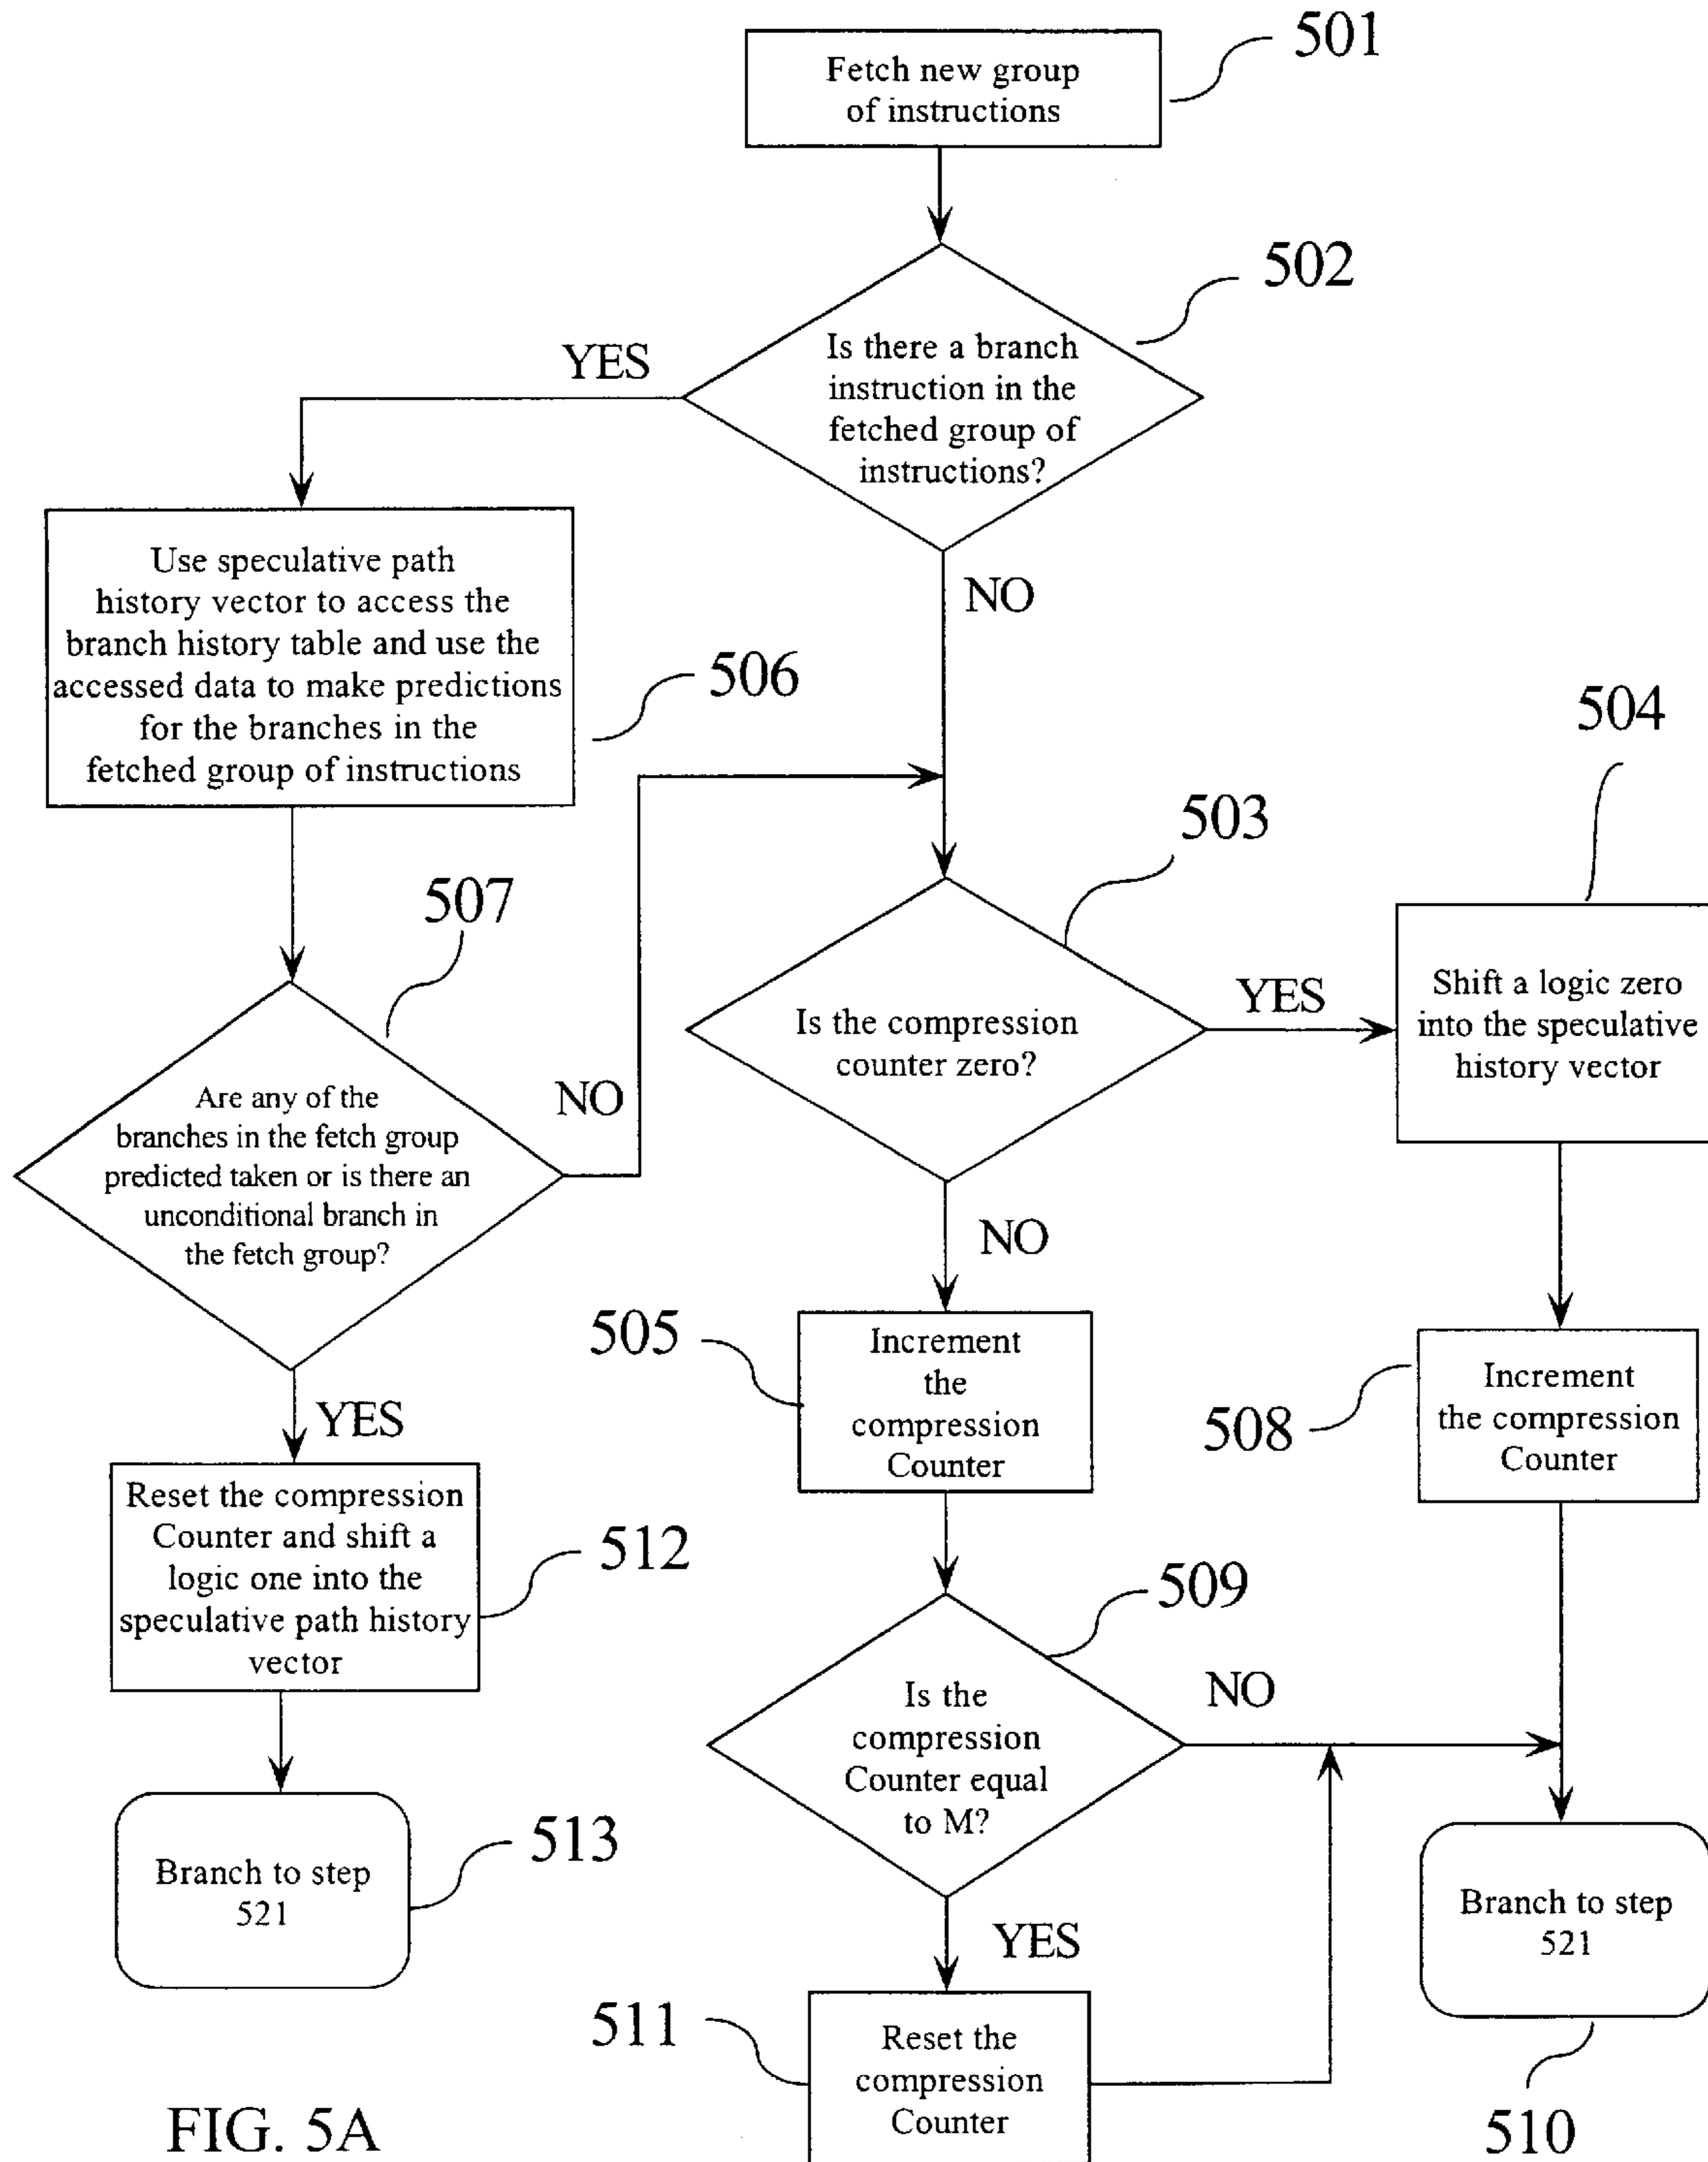 501
Fetch new group
of instructions
502
Is there a branch
instruction in the
fetched group of
instructions?
YES
NO
Use speculative path
history vector to access the
branch history table and use the
accessed data to make predictions
for the branches in the
fetched group of instructions
506
504
503
507
Is the compression
counter zero?
YES
Shift a logic zero
into the speculative
history vector
Are any of the
branches in the fetch group
predicted taken or is there an
unconditional branch in
the fetch group?
NO
NO
505
Increment
the
compression
Counter
508
Increment
the compression
Counter
YES
Reset the compression
Counter and shift a
logic one into the
speculative path history
vector
512
509
Is the
compression
Counter equal
to M?
NO
Branch to step
521
513
YES
Branch to step
521
510
511
Reset the
compression
Counter
FIG. 5A